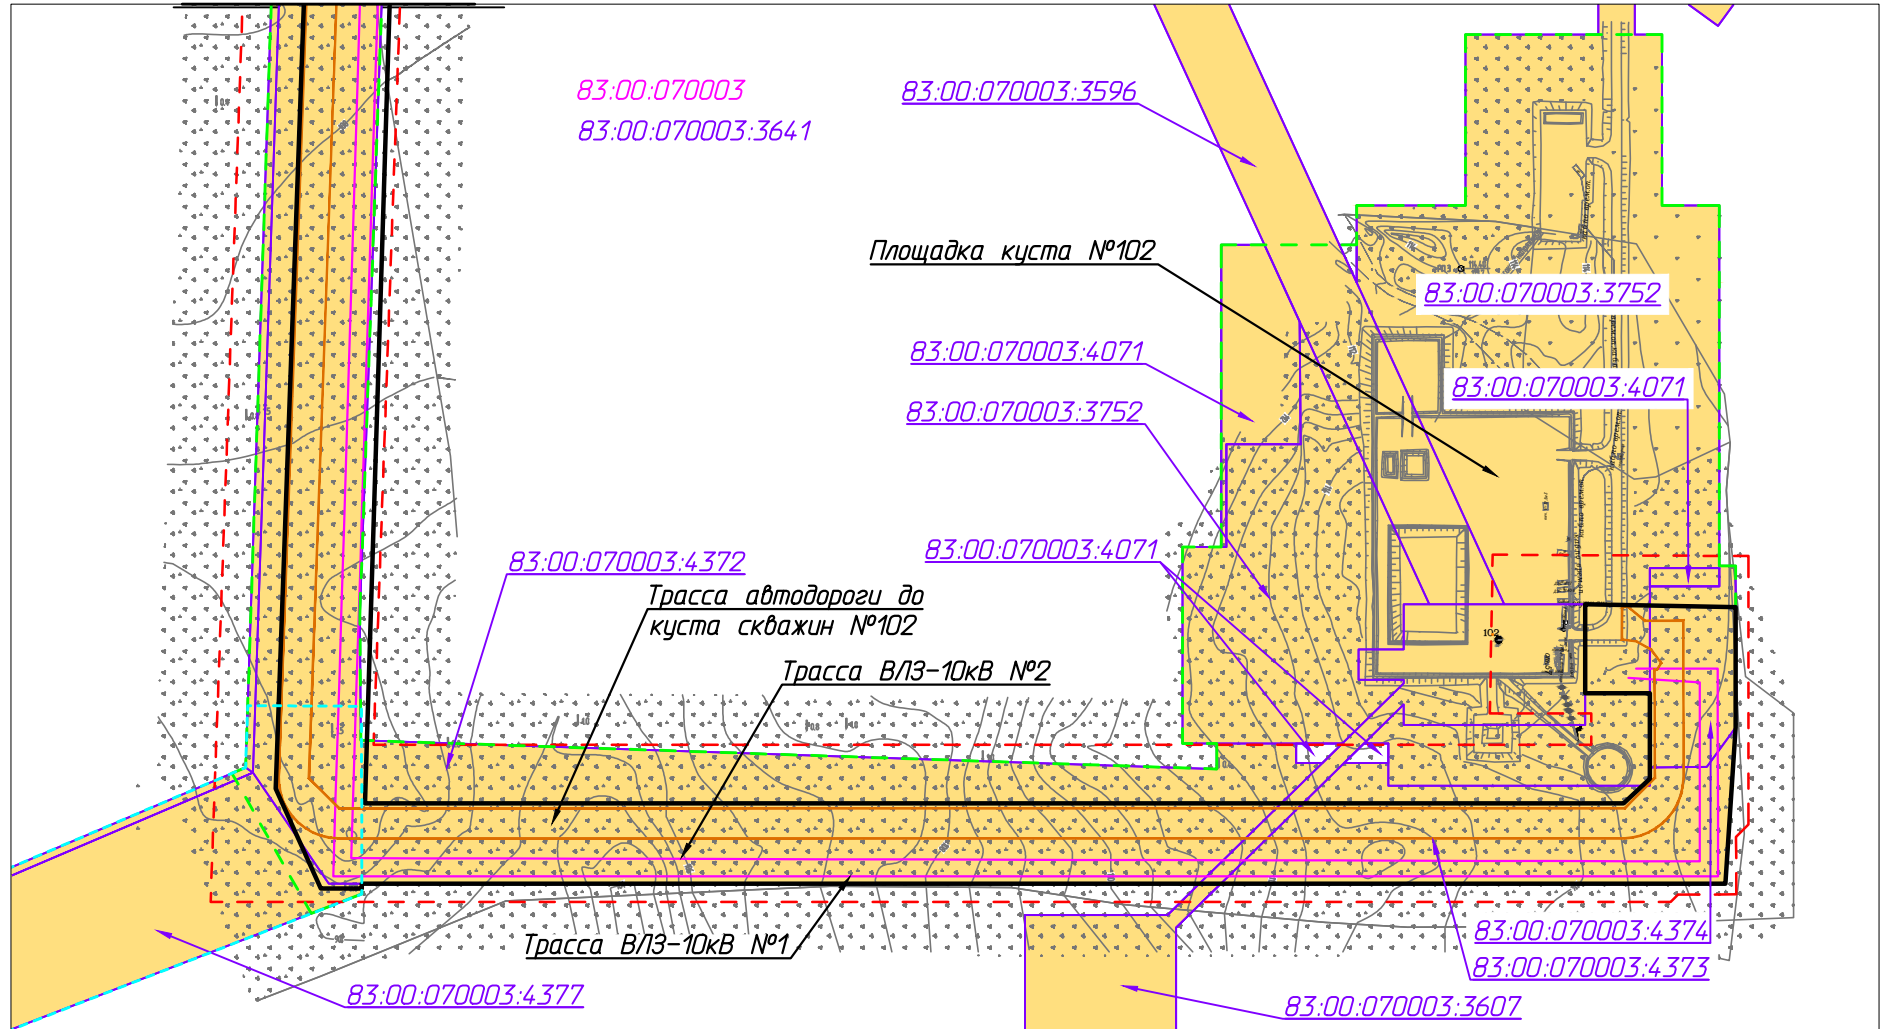 83:00:070003
83:00:070003:3641
83:00:070003:3596
Площадка куста №102
83:00:070003:3752
83:00:070003:4071
83:00:070003:4071
83:00:070003:3752
83:00:070003:4071
83:00:070003:4372
Трасса автодороги до
куста скважин №102
102
Трасса ВЛЗ-10кВ №2
Трасса ВЛЗ-10кВ №1
83:00:070003:4374
83:00:070003:4373
83:00:070003:4377
83:00:070003:3607